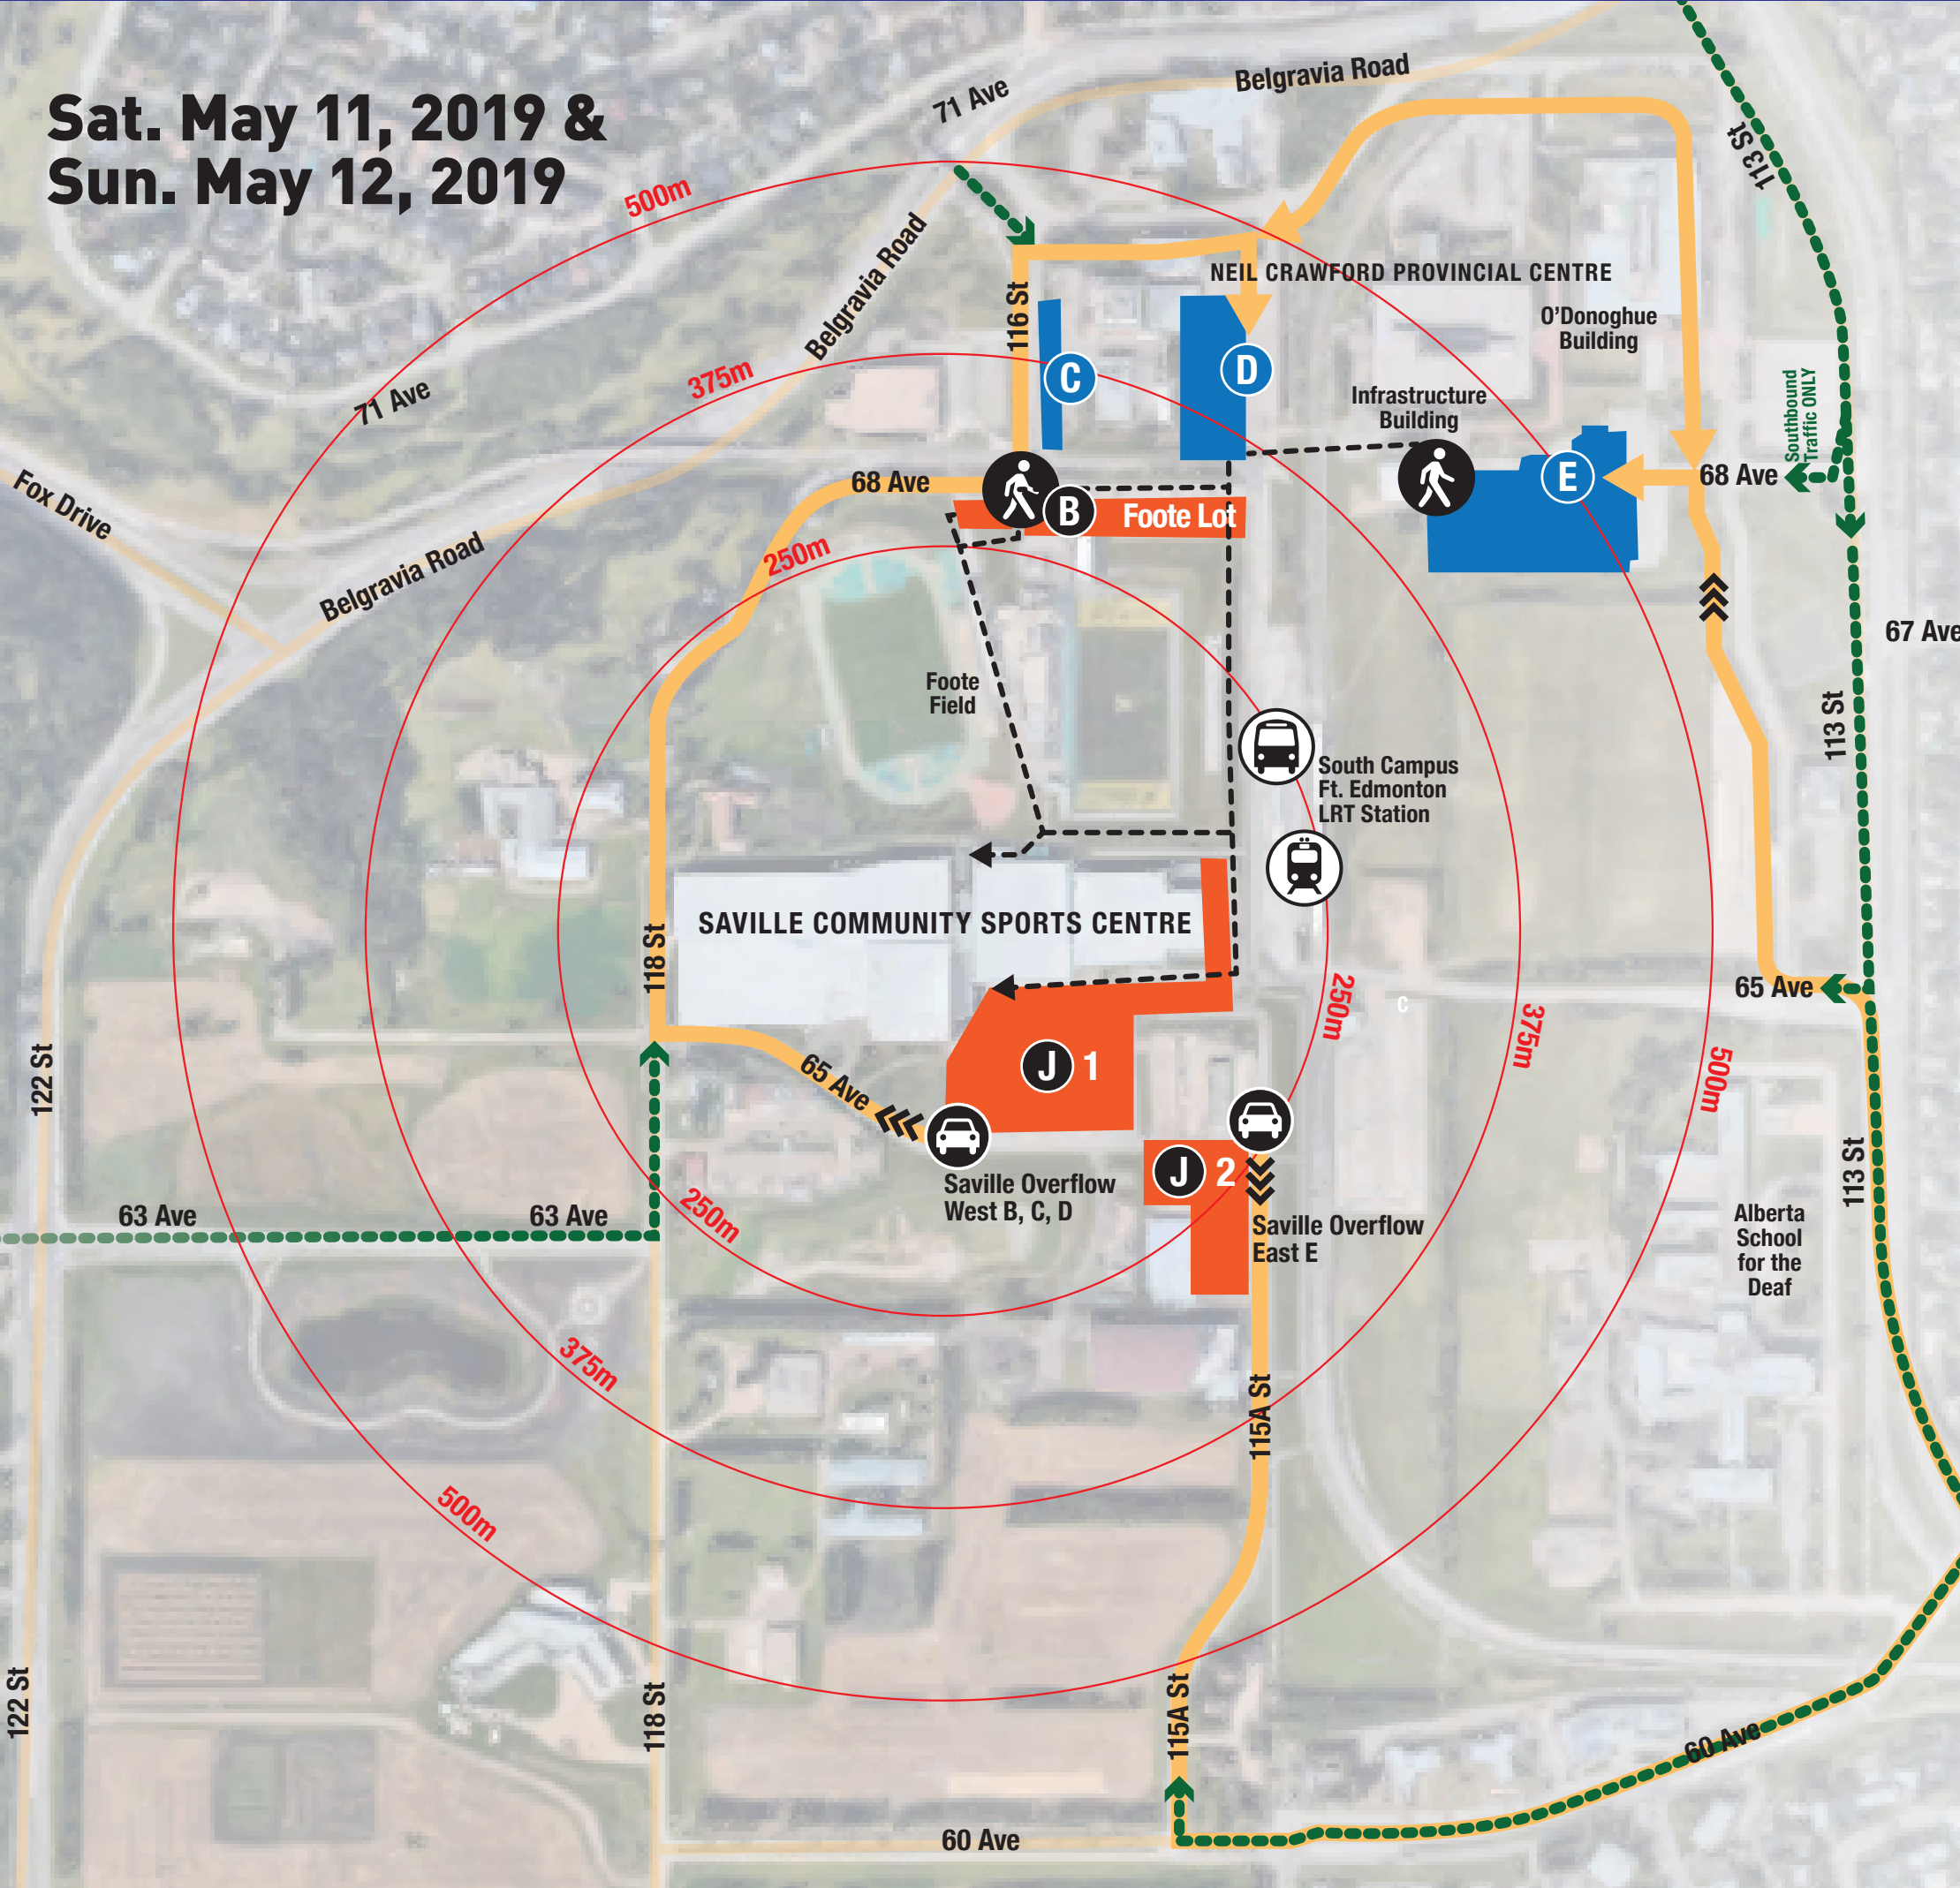 Sat. May 11, 2019 &
Sun. May 12, 2019
71 Ave
Belgravia Road
113 St
500m
Belgravia Road
NEIL CRAWFORD PROVINCIAL CENTRE
116 St
O'Donoghue
Building
375m
C
D
71 Ave
Infrastructure
Building
Southbound
Traffic ONLY
Fox Drive
68 Ave
B
Foote Lot
E
68 Ave
250m
Belgravia Road
67 Ave
Foote
Field
113 St
South Campus
Ft. Edmonton
LRT Station
SAVILLE COMMUNITY SPORTS CENTRE
118 St
65 Ave
250m
C
375m
500m
122 St
65 Ave
J 1
J 2
113 St
Saville Overflow
West B, C, D
Saville Overflow
East E
63 Ave
63 Ave
250m
Alberta
School
for the
Deaf
375m
115A St
500m
122 St
118 St
115A St
60 Ave
60 Ave